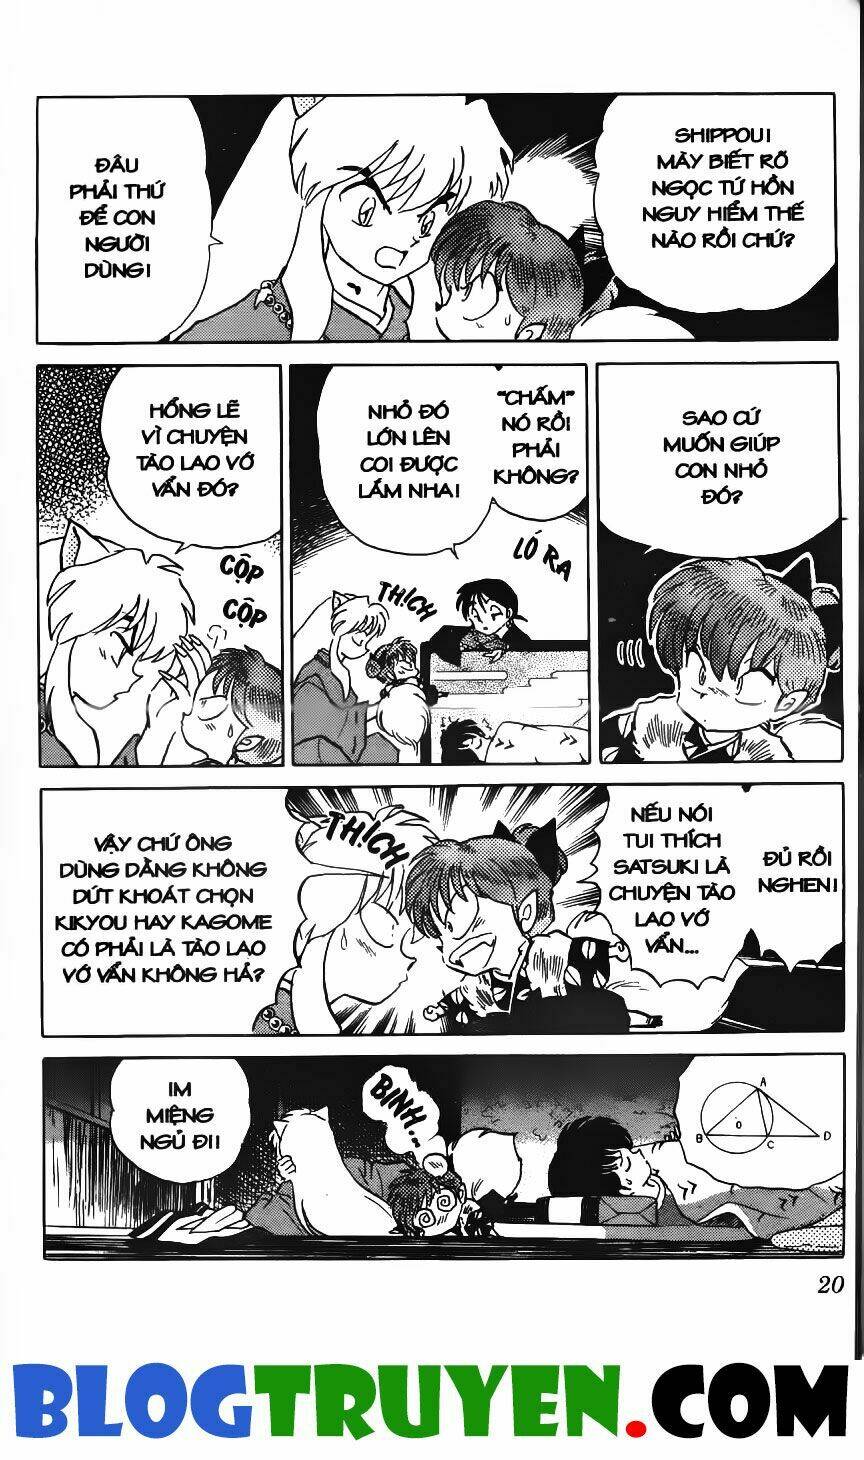 SHIPPOU!
MÀY BIẾT RÕ
NGỌC TỨ HỒN
NGUY HIỂM THẾ
NÀO RỒI CHỨ?
ĐÂU
PHẢI THỨ
ĐỂ CON
NGƯỜI
DÙNG!
SAO CỨ
MUỐN GIÚP
CON NHỎ
ĐÓ?
"CHẤM"
NÓ RỒI
PHẢI
KHÔNG?
NHỎ ĐÓ
LỚN LÊN
COI ĐƯỢC
LẮM NHA!
LÓ RA
THỊCH
HỔNG LẼ
VÌ CHUYỆN
TÀO LAO VỚ
VẨN ĐÓ?
CỘP
CỘP
ĐỦ RỒI
NGHEN!
NẾU NÓI
TUI THÍCH
SATSUKI LÀ
CHUYỆN TÀO
LAO VỚ
VẨN...
THỊCH
VẬY CHỨ ÔNG
DÙNG DẰNG KHÔNG
DỨT KHOÁT CHỌN
KIKYOU HAY KAGOME
CÓ PHẢI LÀ TÀO LAO
VỚ VẨN KHÔNG HẢ?
A
O
B
C
D
BINH...
IM
MIỆNG
NGỦ ĐI!
20
BLOGTRUYEN.COM